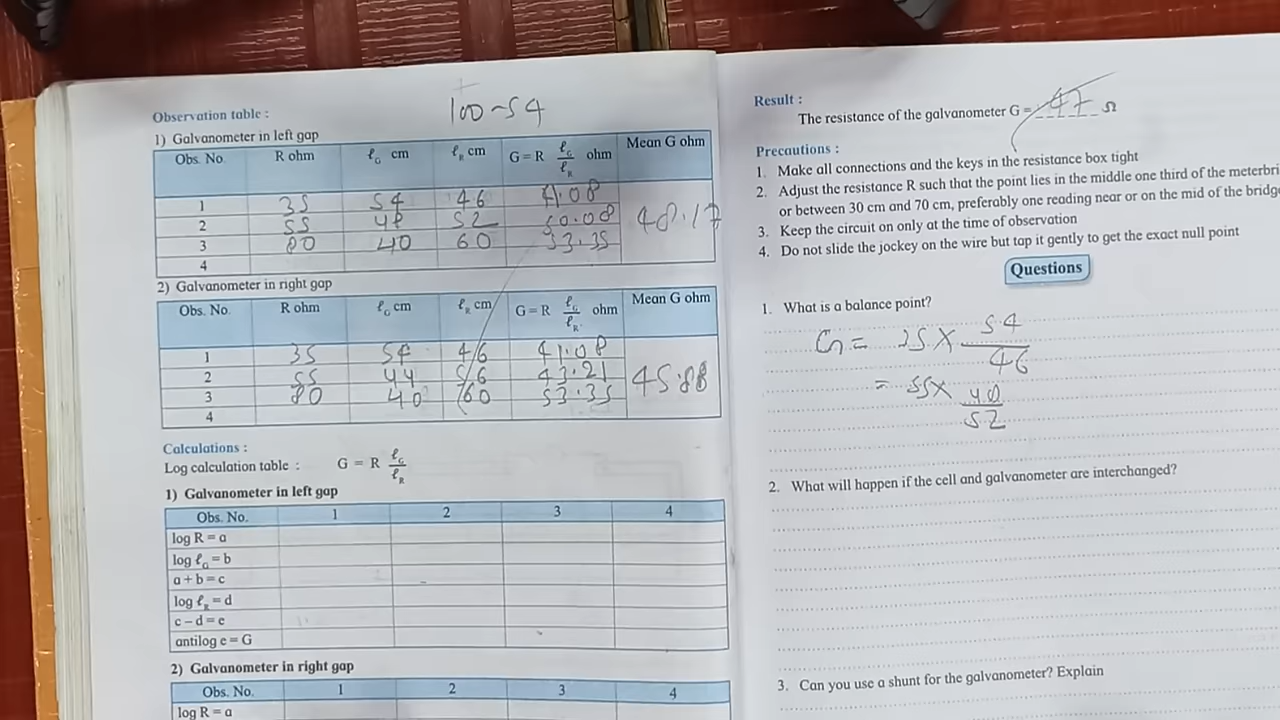 100-54
Observation table :
1) Galvanometer in left gap
Obs. No. R ohm ℓG cm ℓR cm G = R ℓG/ℓR ohm Mean G ohm
1 35 54 46 41.08
2 55 48 52 50.08 48.17
3 80 40 60 53.35
4
2) Galvanometer in right gap
Obs. No. R ohm ℓG cm ℓR cm G = R ℓG/ℓR ohm Mean G ohm
1 35 54 46 41.08
2 55 44 56 43.21 45.88
3 80 40 60 53.35
4
Calculations :
Log calculation table : G = R ℓG/ℓR
1) Galvanometer in left gap
Obs. No. 1 2 3 4
log R = a
log ℓG = b
a + b = c
log ℓR = d
c – d = e
antilog e = G
2) Galvanometer in right gap
Obs. No. 1 2 3 4
log R = a
Result :
The resistance of the galvanometer G = 47 Ω
Precautions :
1. Make all connections and the keys in the resistance box tight
2. Adjust the resistance R such that the point lies in the middle one third of the meterbri
or between 30 cm and 70 cm, preferably one reading near or on the mid of the bridg
3. Keep the circuit on only at the time of observation
4. Do not slide the jockey on the wire but tap it gently to get the exact null point
Questions
1. What is a balance point?
G = 35 × 54/46
= 55 × 48/52
2. What will happen if the cell and galvanometer are interchanged?
3. Can you use a shunt for the galvanometer? Explain